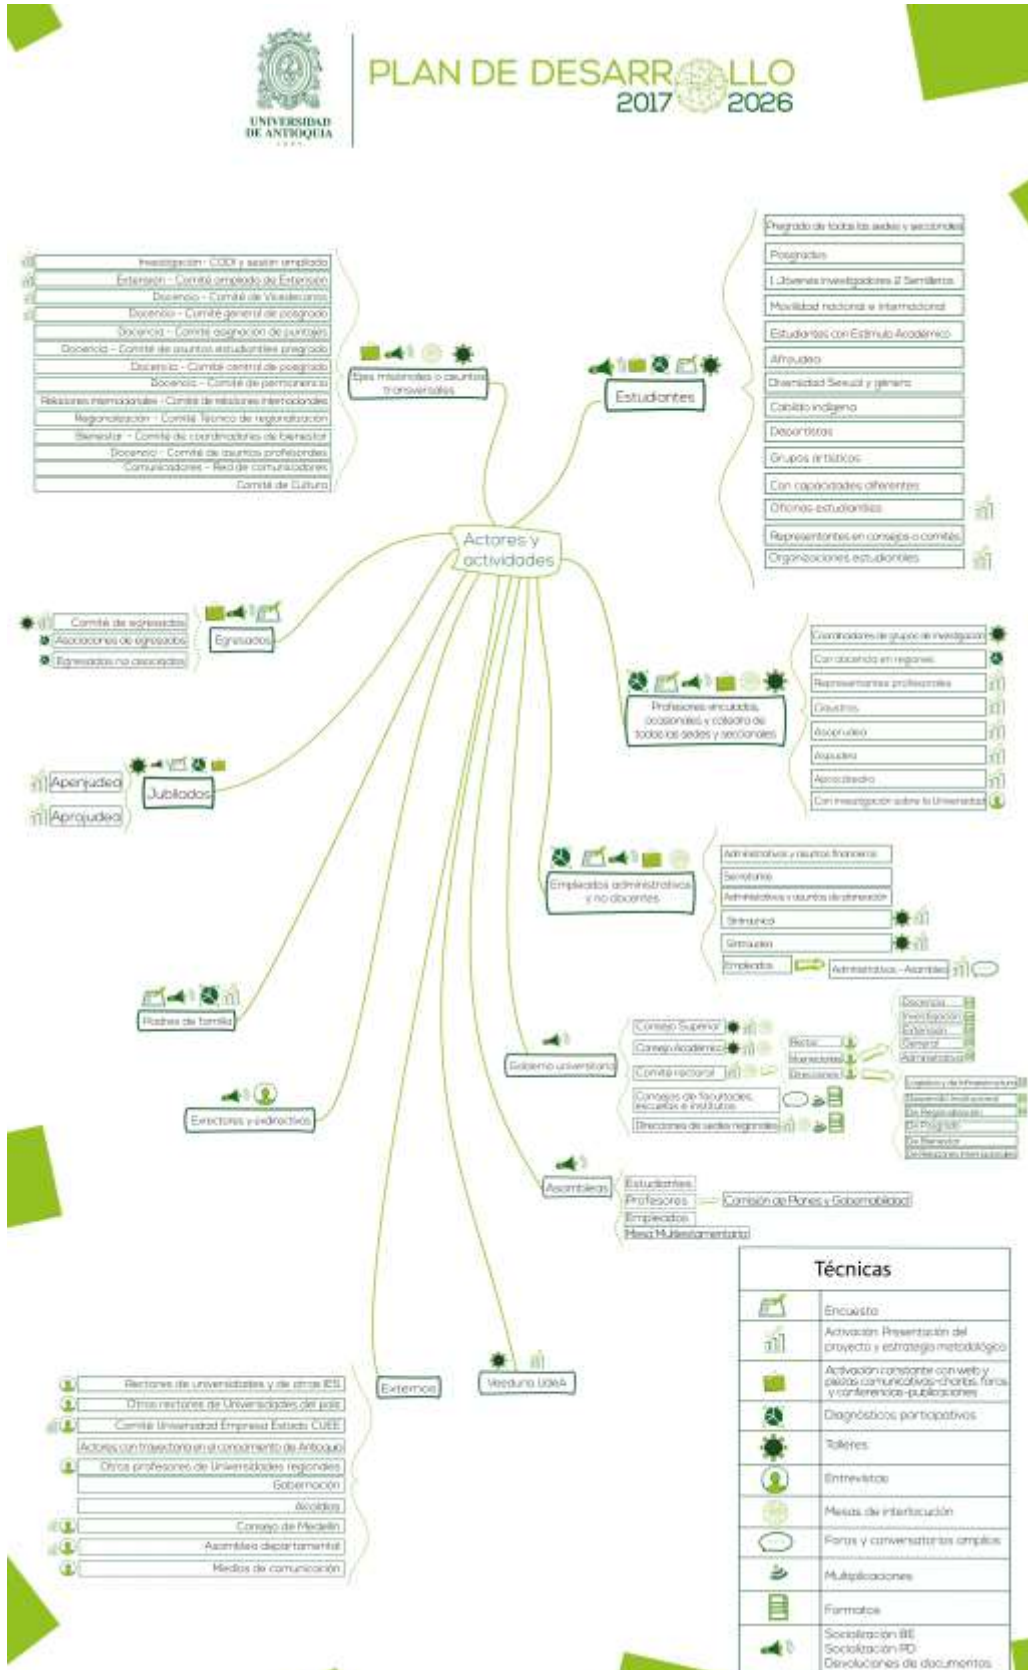 UNIVERSIDAD
DE ANTIOQUIA
PLAN DE DESARROLLO
2017 2026
Investigación - CODI y sesión ampliada
Extensión - Comité ampliado de Extensión
Docencia - Comité de Vicedecanos
Docencia - Comité general de posgrado
Docencia - Comité asignación de puntajes
Docencia - Comité de asuntos estudiantiles pregrado
Docencia - Comité central de posgrado
Docencia - Comité de permanencia
Relaciones internacionales - Comité de relaciones internacionales
Regionalización - Comité Técnico de regionalización
Bienestar - Comité de coordinadores de bienestar
Docencia - Comité de asuntos profesorales
Comunicadores - Red de comunicadores
Comité de Cultura
Ejes misionales o asuntos
transversales
Estudiantes
Pregrado de todas las sedes y seccionales
Posgrados
1 Jóvenes investigadores 2 Semilleros
Movilidad nacional e internacional
Estudiantes con Estímulo Académico
Afroudea
Diversidad Sexual y género
Cabildo indígena
Deportistas
Grupos artísticos
Con capacidades diferentes
Oficinas estudiantiles
Representantes en consejos o comités
Organizaciones estudiantiles
Actores y
actividades
Comité de egresados
Asociaciones de egresados
Egresados no asociados
Egresados
Profesores vinculados,
ocasionales y cátedra de
todas las sedes y seccionales
Coordinadores de grupos de investigación
Con docencia en regiones
Representantes profesorales
Claustros
Asoprudea
Aspudea
Con investigación sobre la Universidad
Apenjudea
Aprojudea
Jubilados
Empleados administrativos
y no docentes
Administrativos y asuntos financieros
Secretarias
Administrativos y asuntos de planeación
Sintraunicol
Sintraudea
Empleados
Administrativos - Asamblea
Padres de familia
Gobierno universitario
Consejo Superior
Consejo Académico
Comité rectoral
Consejos de facultades,
escuelas e institutos
Direcciones de sedes regionales
Rector
Vicerrectores
Direcciones
Docencia
Investigación
Extensión
General
Administrativa
Logística y de Infraestructura
Desarrollo Institucional
De Regionalización
De Posgrado
De Bienestar
De Relaciones Internacionales
Exrectores y exdirectivos
Asambleas
Estudiantes
Profesores
Comisión de Planes y Gobernabilidad
Empleados
Mesa Multiestamentaria
Veeduría UdeA
Externos
Rectores de universidades y de otras IES
Otros rectores de Universidades del país
Comité Universidad Empresa Estado CUEE
Actores con trayectoria en el conocimiento de Antioquia
Otros profesores de Universidades regionales
Gobernación
Alcaldías
Consejo de Medellín
Asamblea departamental
Medios de comunicación
Técnicas
Encuesta
Activación: Presentación del
proyecto y estrategia metodológica
Activación constante con web y
piezas comunicativas-charlas, foros
y conferencias-publicaciones
Diagnósticos participativos
Talleres
Entrevistas
Mesas de interlocución
Foros y conversatorios amplios
Multiplicaciones
Formatos
Socialización BE
Socialización PD
Devoluciones de documentos